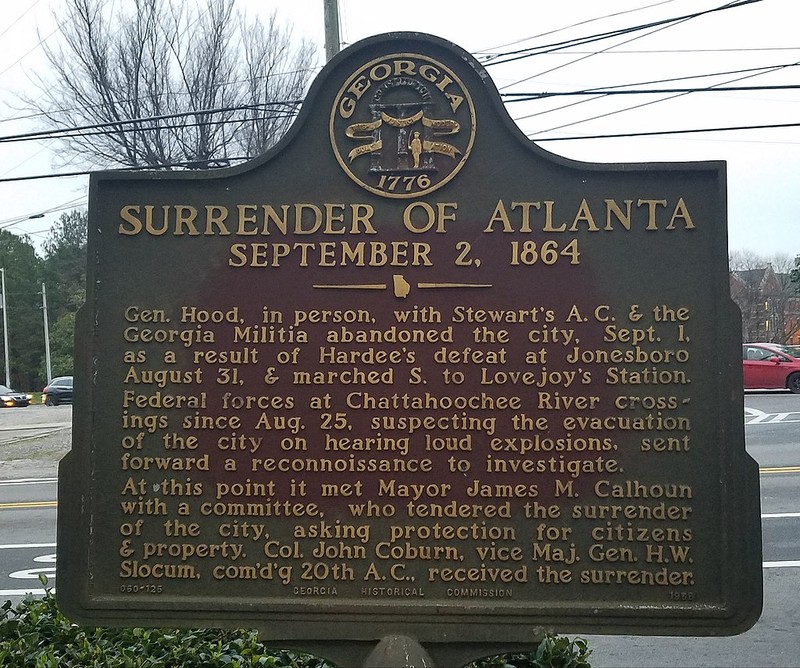 GEORGIA
1776
SURRENDER OF ATLANTA
SEPTEMBER 2, 1864
Gen. Hood, in person, with Stewart's A. C. & the
Georgia Militia abandoned the city, Sept. 1,
as a result of Hardee's defeat at Jonesboro
August 31, & marched S. to Lovejoy's Station.
Federal forces at Chattahoochee River cross-
ings since Aug. 25, suspecting the evacuation
of the city on hearing loud explosions, sent
forward a reconnoissance to investigate.
At this point it met Mayor James M. Calhoun
with a committee, who tendered the surrender
of the city, asking protection for citizens
& property. Col. John Coburn, vice Maj. Gen. H.W.
Slocum, com'd'g 20th A. C., received the surrender.
060-126 GEORGIA HISTORICAL COMMISSION